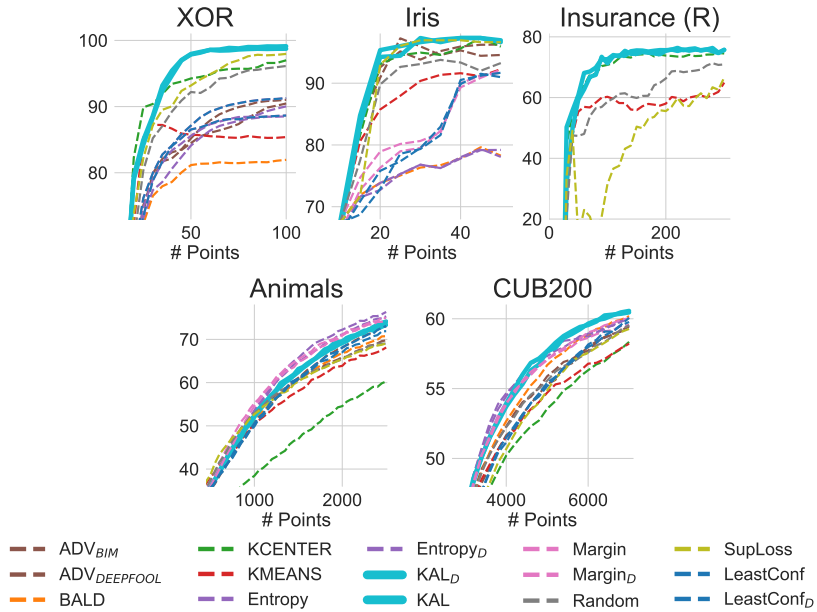 XOR Iris Insurance (R)
100
90
80
50 100
# Points
90
80
70
20 40
# Points
80
60
40
20
0 200
# Points
Animals CUB200
70
60
50
40
1000 2000
# Points
60
55
50
4000 6000
# Points
ADV_BIM KCENTER Entropy_D Margin SupLoss
ADV_DEEPFOOL KMEANS KAL_D Margin_D LeastConf
BALD Entropy KAL Random LeastConf_D